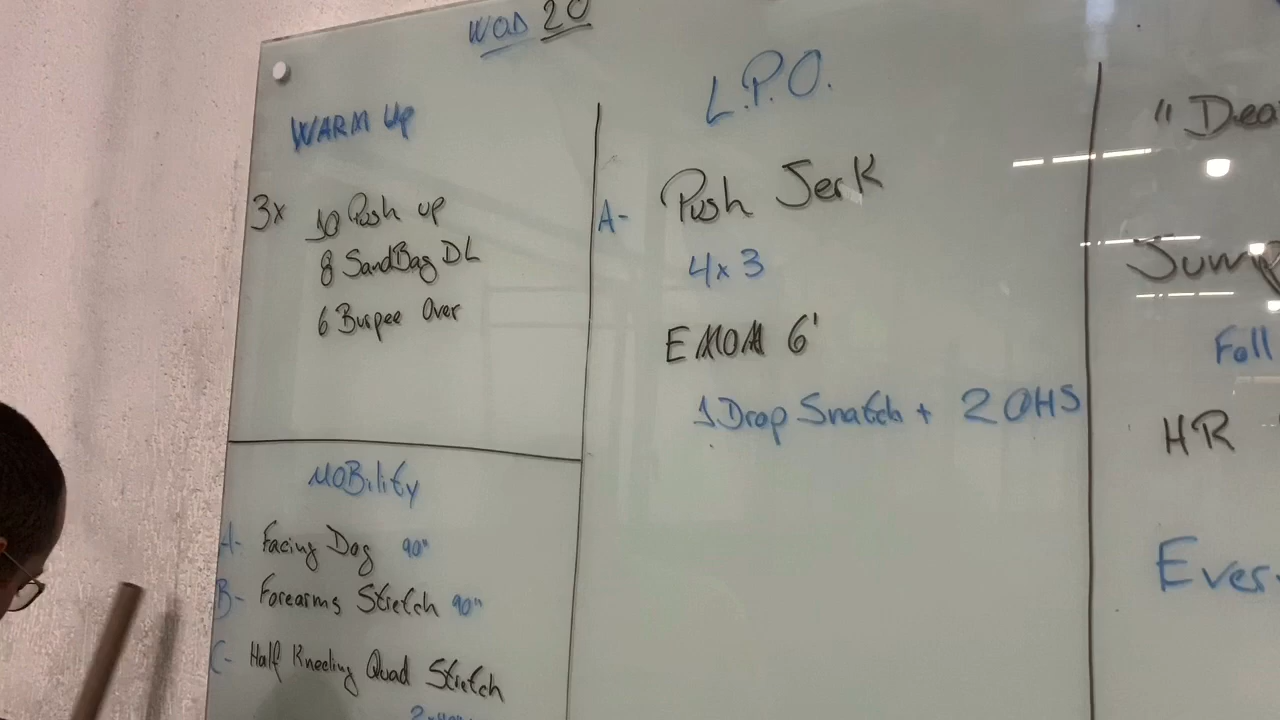 WOD 20
WARM Up
3x 10 Push up
8 SandBag DL
6 Burpee Over
MOBility
A- Facing Dog 90"
B- Forearms Stretch 90"
C- Half Kneeling Quad Stretch
L.P.O.
A- Push Jerk
4x3
EMOM 6'
1 Drop Snatch + 2 OHS
HR